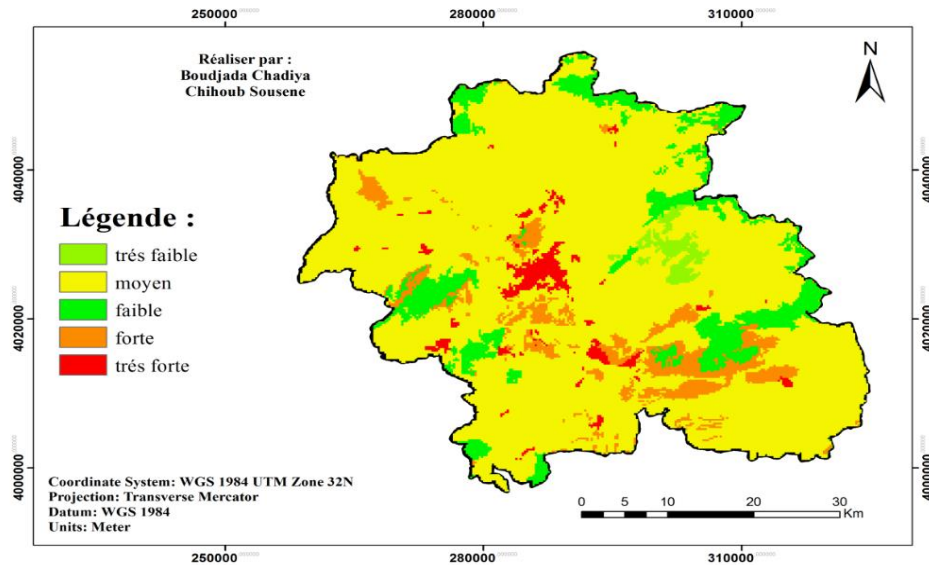 250000 280000 310000
Réaliser par :
Boudjada Chadiya
Chihoub Sousene
N
4040000 4040000
Légende :
trés faible
moyen
faible
forte
trés forte
4020000 4020000
4000000 4000000
Coordinate System: WGS 1984 UTM Zone 32N
Projection: Transverse Mercator
Datum: WGS 1984
Units: Meter
0 5 10 20 30
Km
250000 280000 310000